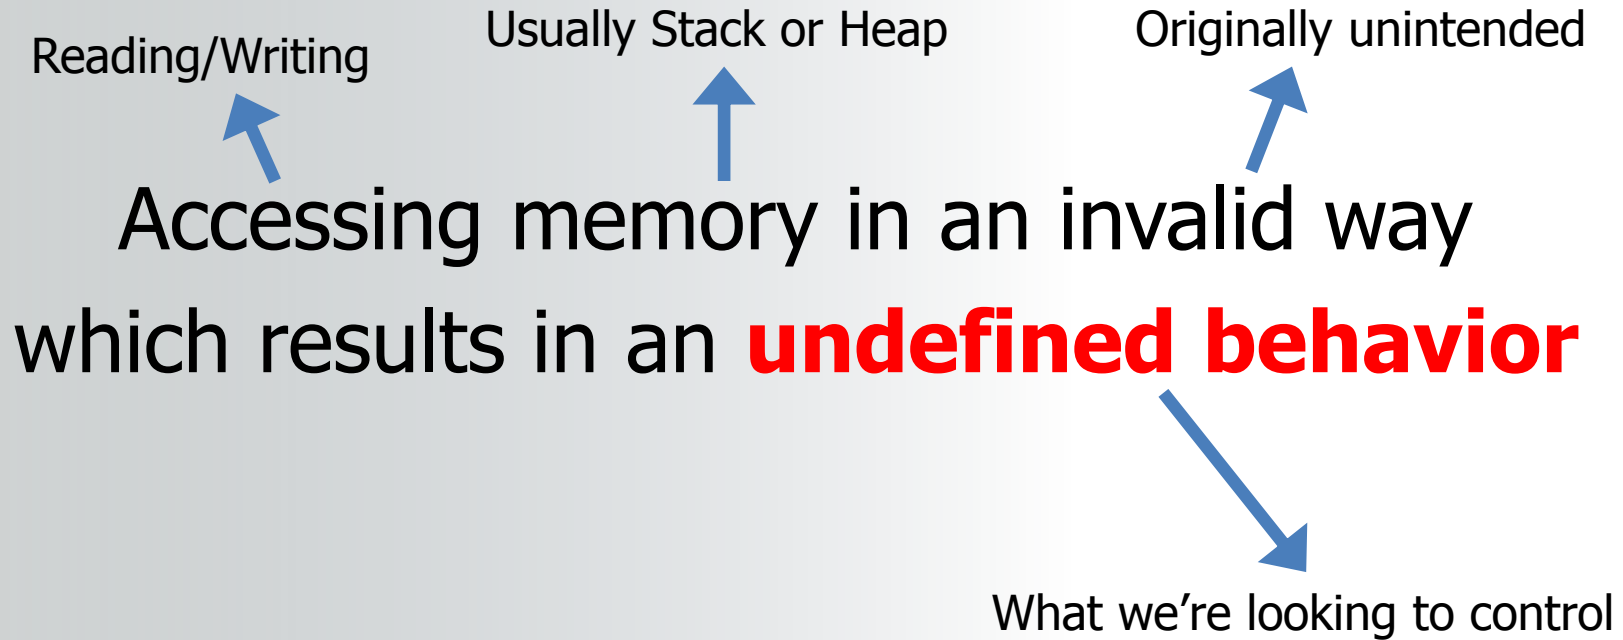 Reading/Writing
Usually Stack or Heap
Originally unintended
Accessing memory in an invalid way
which results in an undefined behavior
What we’re looking to control